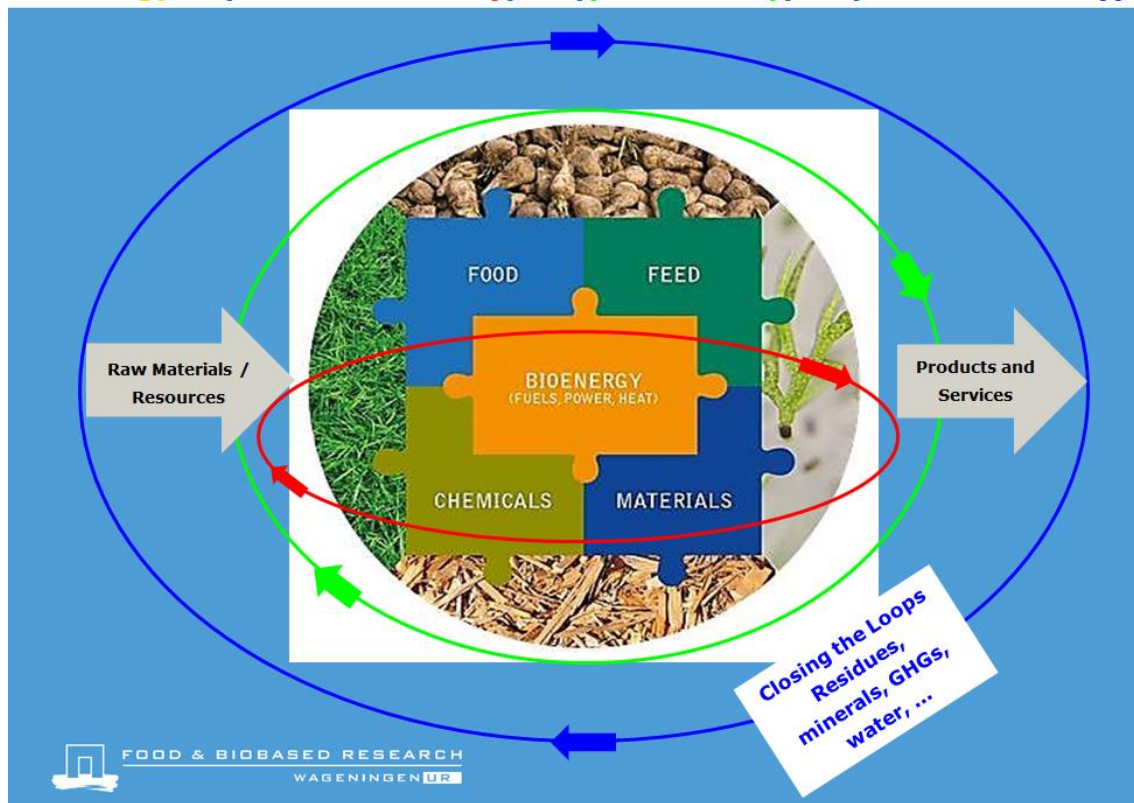 Raw Materials /
Resources
FOOD
FEED
BIOENERGY
(FUELS, POWER, HEAT)
CHEMICALS
MATERIALS
Products and
Services
Closing the Loops
Residues,
minerals, GHGs,
water, ...
FOOD & BIOBASED RESEARCH
WAGENINGEN UR